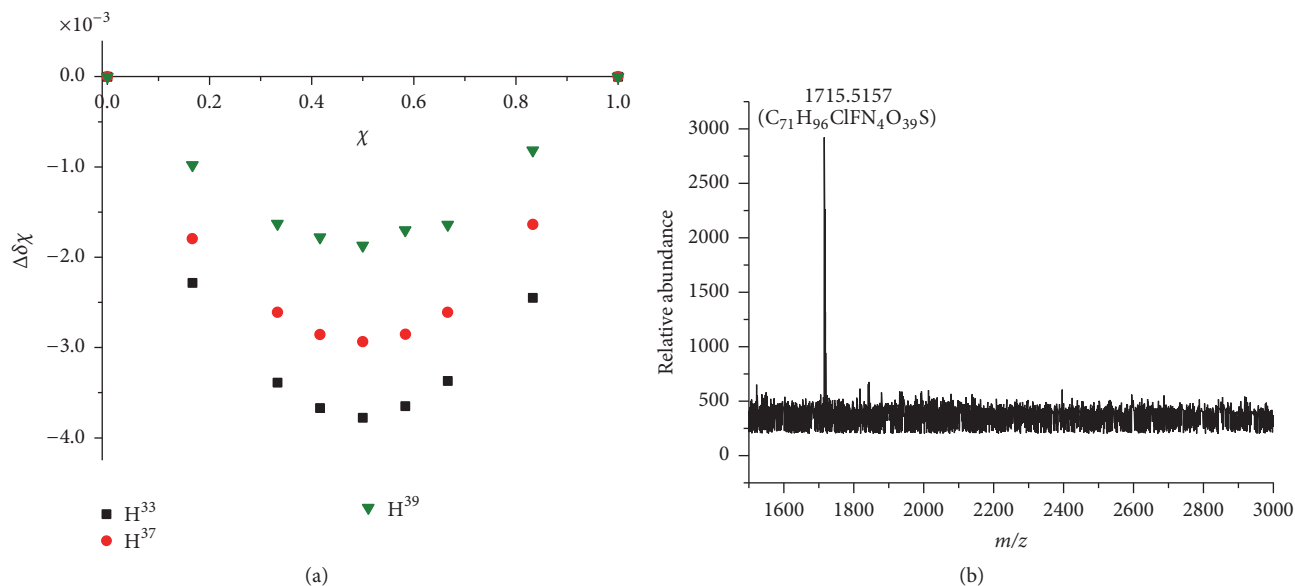 ×10⁻³
0.0
0.0 0.2 0.4 0.6 0.8 1.0
χ
−1.0
−2.0
−3.0
−4.0
Δδχ
H³³
H³⁷
H³⁹
(a)
1715.5157
(C₇₁H₉₆ClFN₄O₃₉S)
3000
2500
2000
1500
1000
500
0
Relative abundance
1600 1800 2000 2200 2400 2600 2800 3000
m/z
(b)